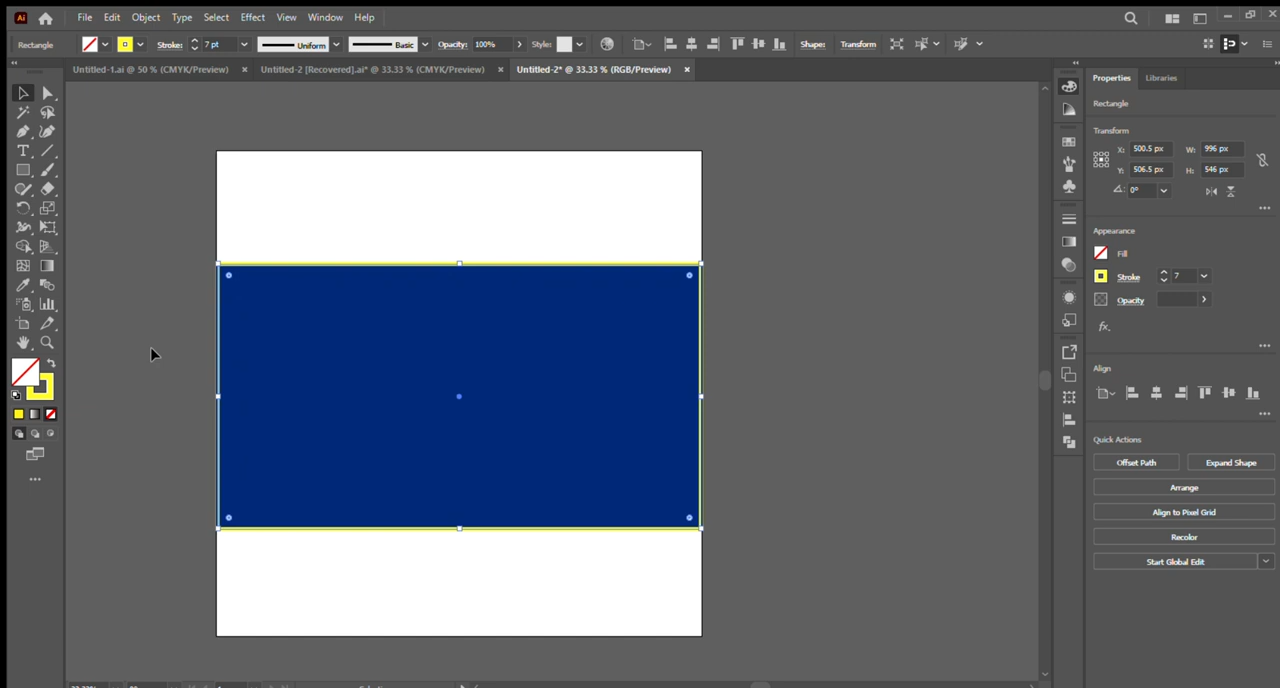 Ai File Edit Object Type Select Effect View Window Help
Rectangle Stroke: 7 pt Uniform Basic Opacity: 100% Style: Shape: Transform
Untitled-1.ai @ 50 % (CMYK/Preview) × Untitled-2 [Recovered].ai* @ 33.33 % (CMYK/Preview) × Untitled-2* @ 33.33 % (RGB/Preview) ×
Properties Libraries
Rectangle
Transform
X: 500.5 px W: 996 px
Y: 506.5 px H: 546 px
0°
Appearance
Fill
Stroke 7
Opacity
fx.
Align
Quick Actions
Offset Path Expand Shape
Arrange
Align to Pixel Grid
Recolor
Start Global Edit